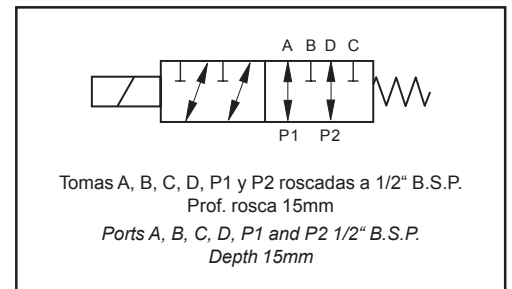 A B D C
P1 P2
Tomas A, B, C, D, P1 y P2 roscadas a 1/2“ B.S.P.
Prof. rosca 15mm
Ports A, B, C, D, P1 and P2 1/2“ B.S.P.
Depth 15mm